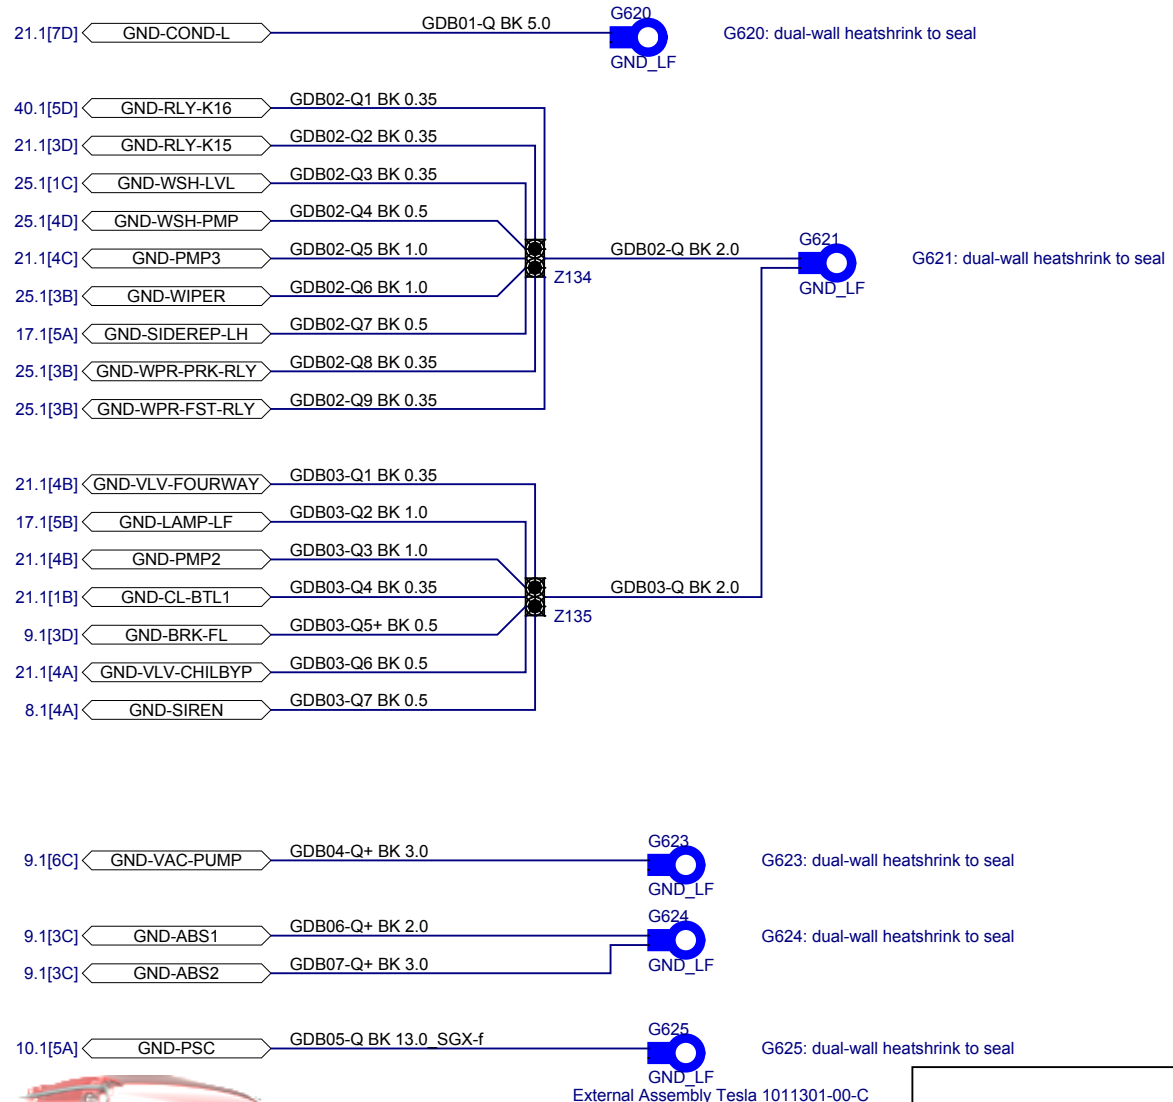 G620
21.1[7D] GND-COND-L GDB01-Q BK 5.0 G620: dual-wall heatshrink to seal
GND_LF
40.1[5D] GND-RLY-K16 GDB02-Q1 BK 0.35
21.1[3D] GND-RLY-K15 GDB02-Q2 BK 0.35
25.1[1C] GND-WSH-LVL GDB02-Q3 BK 0.35
25.1[4D] GND-WSH-PMP GDB02-Q4 BK 0.5
G621
21.1[4C] GND-PMP3 GDB02-Q5 BK 1.0 GDB02-Q BK 2.0 G621: dual-wall heatshrink to seal
Z134
GND_LF
25.1[3B] GND-WIPER GDB02-Q6 BK 1.0
17.1[5A] GND-SIDEREP-LH GDB02-Q7 BK 0.5
25.1[3B] GND-WPR-PRK-RLY GDB02-Q8 BK 0.35
25.1[3B] GND-WPR-FST-RLY GDB02-Q9 BK 0.35
21.1[4B] GND-VLV-FOURWAY GDB03-Q1 BK 0.35
17.1[5B] GND-LAMP-LF GDB03-Q2 BK 1.0
21.1[4B] GND-PMP2 GDB03-Q3 BK 1.0
21.1[1B] GND-CL-BTL1 GDB03-Q4 BK 0.35 GDB03-Q BK 2.0
Z135
9.1[3D] GND-BRK-FL GDB03-Q5+ BK 0.5
21.1[4A] GND-VLV-CHILBYP GDB03-Q6 BK 0.5
8.1[4A] GND-SIREN GDB03-Q7 BK 0.5
G623
9.1[6C] GND-VAC-PUMP GDB04-Q+ BK 3.0 G623: dual-wall heatshrink to seal
GND_LF
G624
9.1[3C] GND-ABS1 GDB06-Q+ BK 2.0 G624: dual-wall heatshrink to seal
GND_LF
9.1[3C] GND-ABS2 GDB07-Q+ BK 3.0
G625
10.1[5A] GND-PSC GDB05-Q BK 13.0_SGX-f G625: dual-wall heatshrink to seal
GND_LF
External Assembly Tesla 1011301-00-C